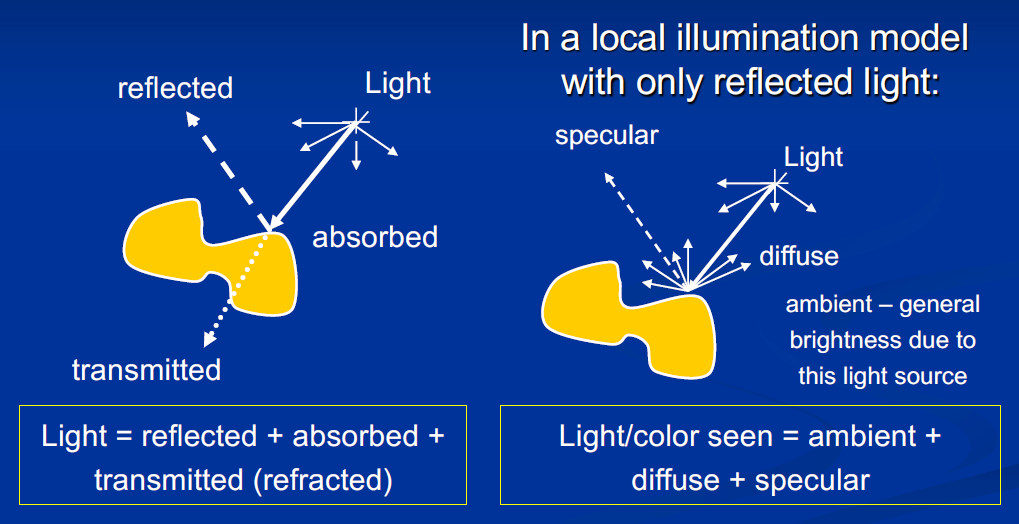 reflected
Light
absorbed
transmitted
Light = reflected + absorbed +
transmitted (refracted)
In a local illumination model
with only reflected light:
specular
Light
diffuse
ambient – general
brightness due to
this light source
Light/color seen = ambient +
diffuse + specular